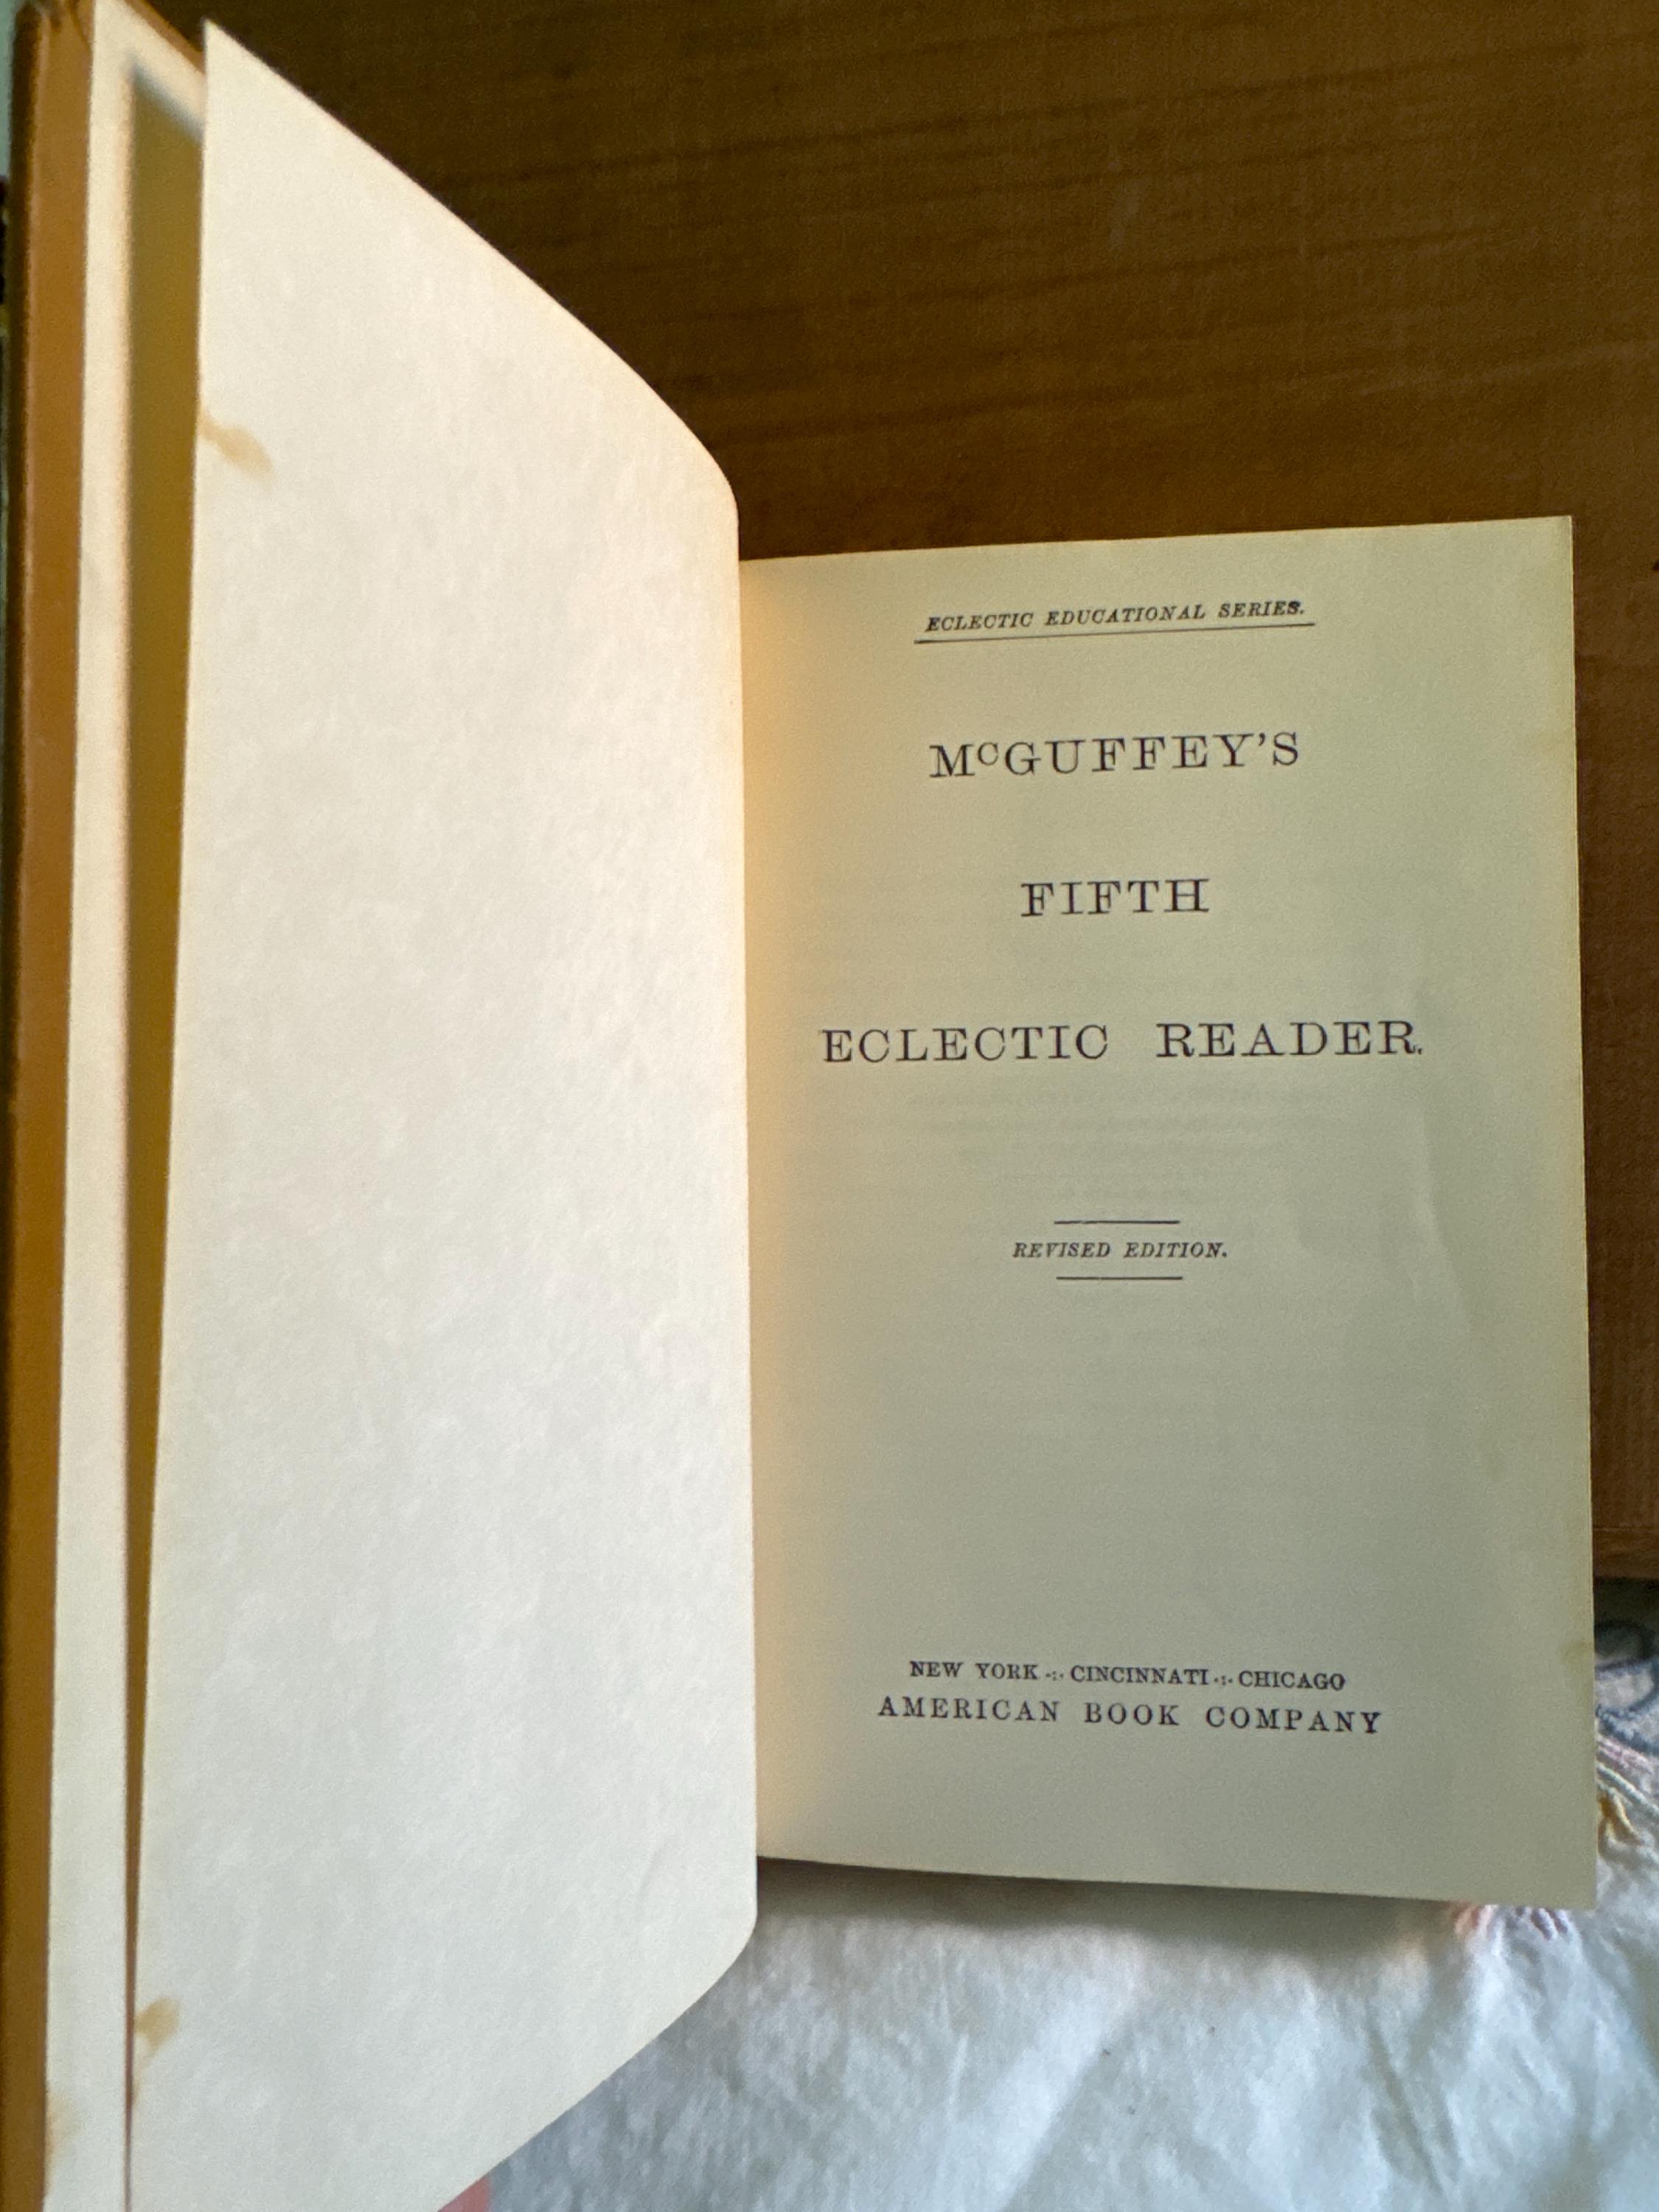 ECLECTIC EDUCATIONAL SERIES.
McGUFFEY'S
FIFTH
ECLECTIC READER.
REVISED EDITION.
NEW YORK ·:· CINCINNATI ·:· CHICAGO
AMERICAN BOOK COMPANY